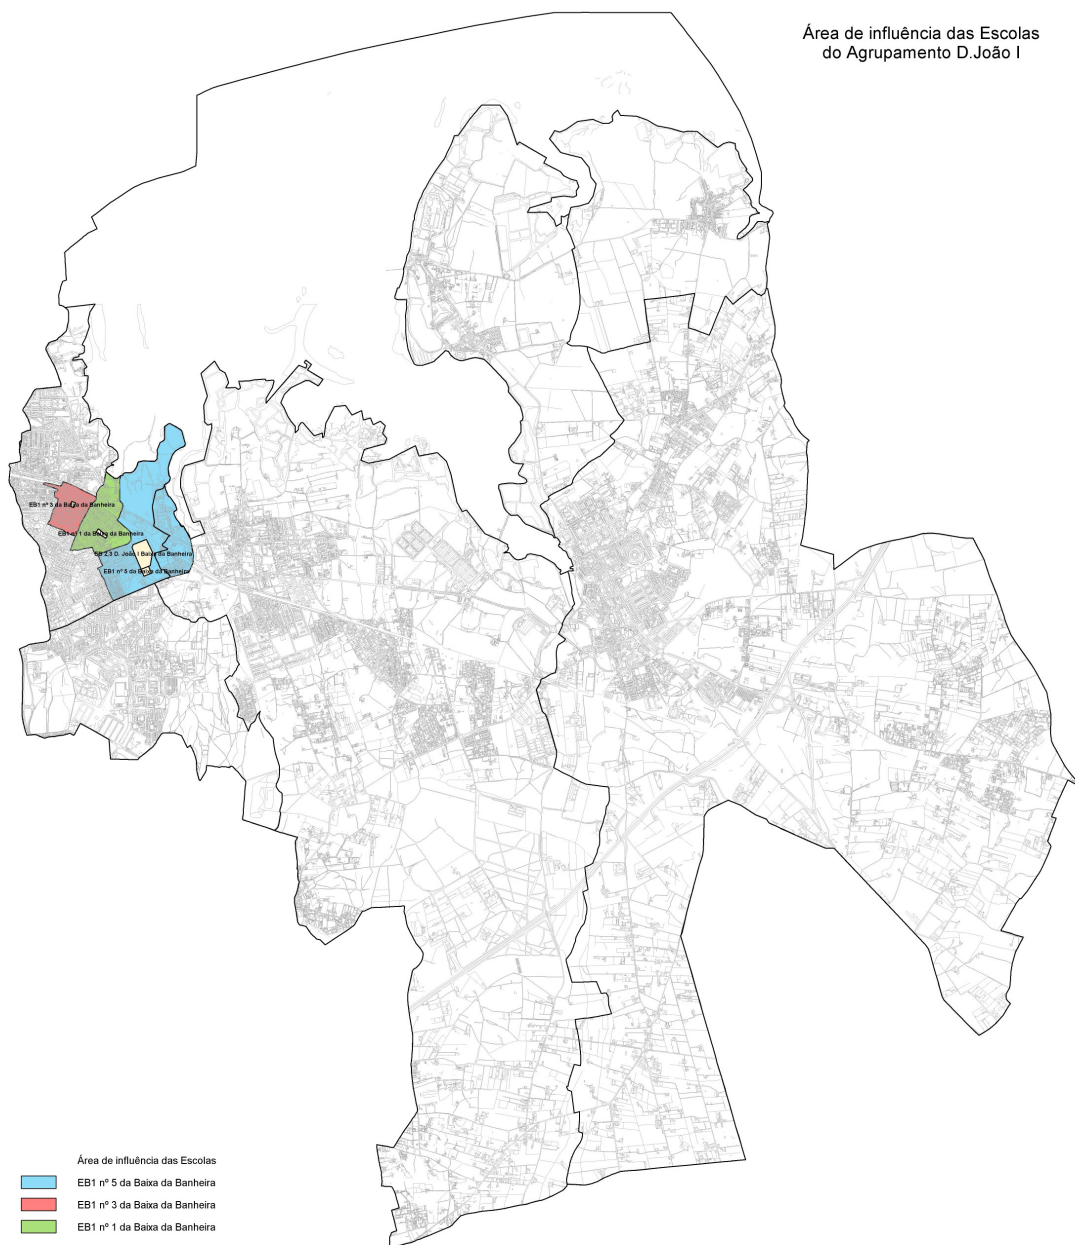 Área de influência das Escolas
do Agrupamento D.João I
EB1 nº 3 da Baixa da Banheira
EB1 nº 1 da Baixa da Banheira
EB 2,3 D. João I Baixa da Banheira
EB1 nº 5 da Baixa da Banheira
Área de influência das Escolas
EB1 nº 5 da Baixa da Banheira
EB1 nº 3 da Baixa da Banheira
EB1 nº 1 da Baixa da Banheira